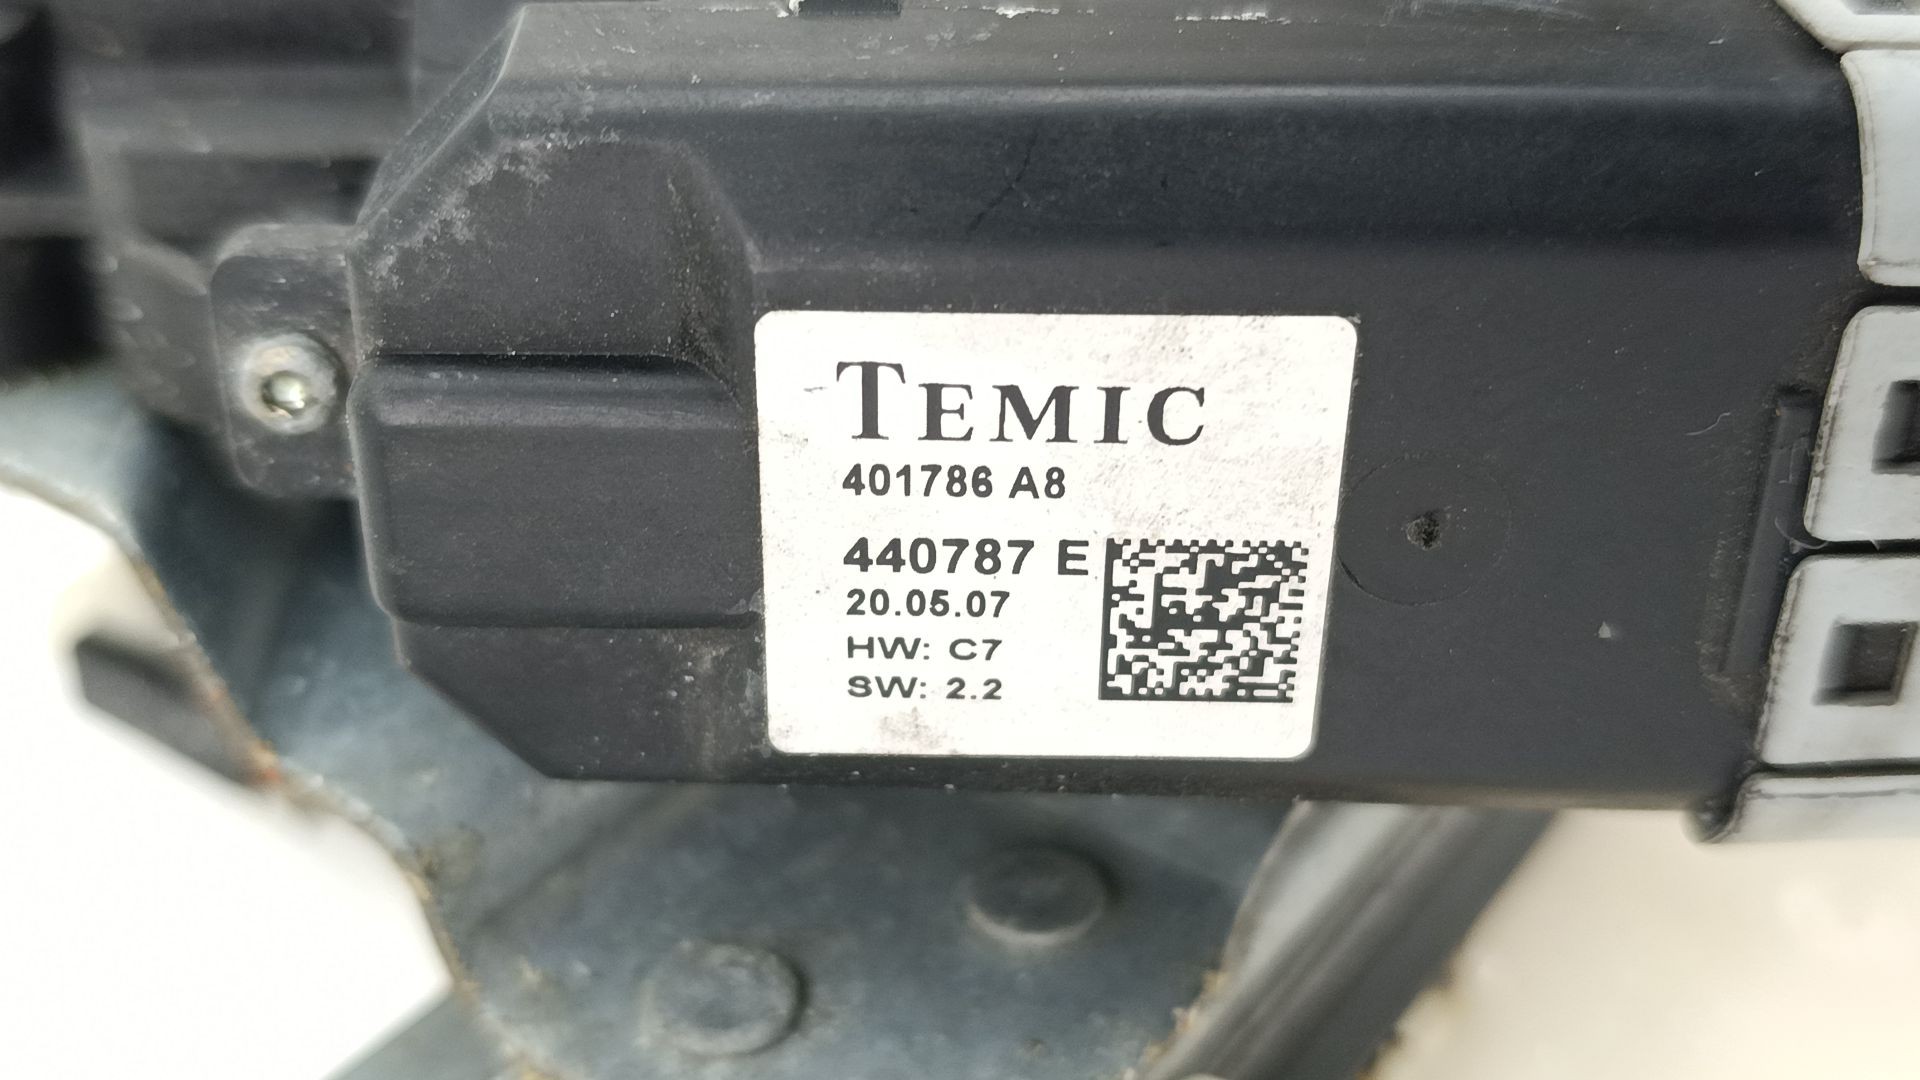 TEMIC
401786 A8
440787 E
20.05.07
HW: C7
SW: 2.2